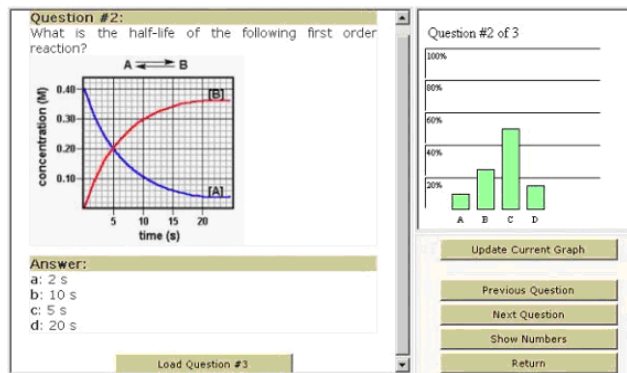 Question #2:
What is the half-life of the following first order
reaction?
A B
concentration (M)
0.40
0.30
0.20
0.10
[B]
[A]
5 10 15 20
time (s)
Answer:
a: 2 s
b: 10 s
c: 5 s
d: 20 s
Load Question #3
Question #2 of 3
100%
80%
60%
40%
20%
A B C D
Update Current Graph
Previous Question
Next Question
Show Numbers
Return